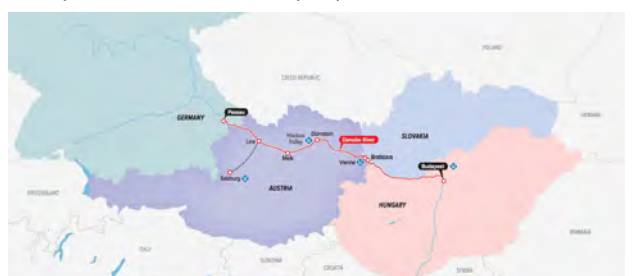 POLAND
CZECH REPUBLIC
Passau
GERMANY
Linz
Wachau
Valley
Dürnstein
Melk
Danube River
SLOVAKIA
UKRAINE
Vienna
Bratislava
Budapest
Salzburg
AUSTRIA
HUNGARY
SWITZERLAND
ITALY
SLOVENIA
CROATIA
SERBIA
ROMANIA